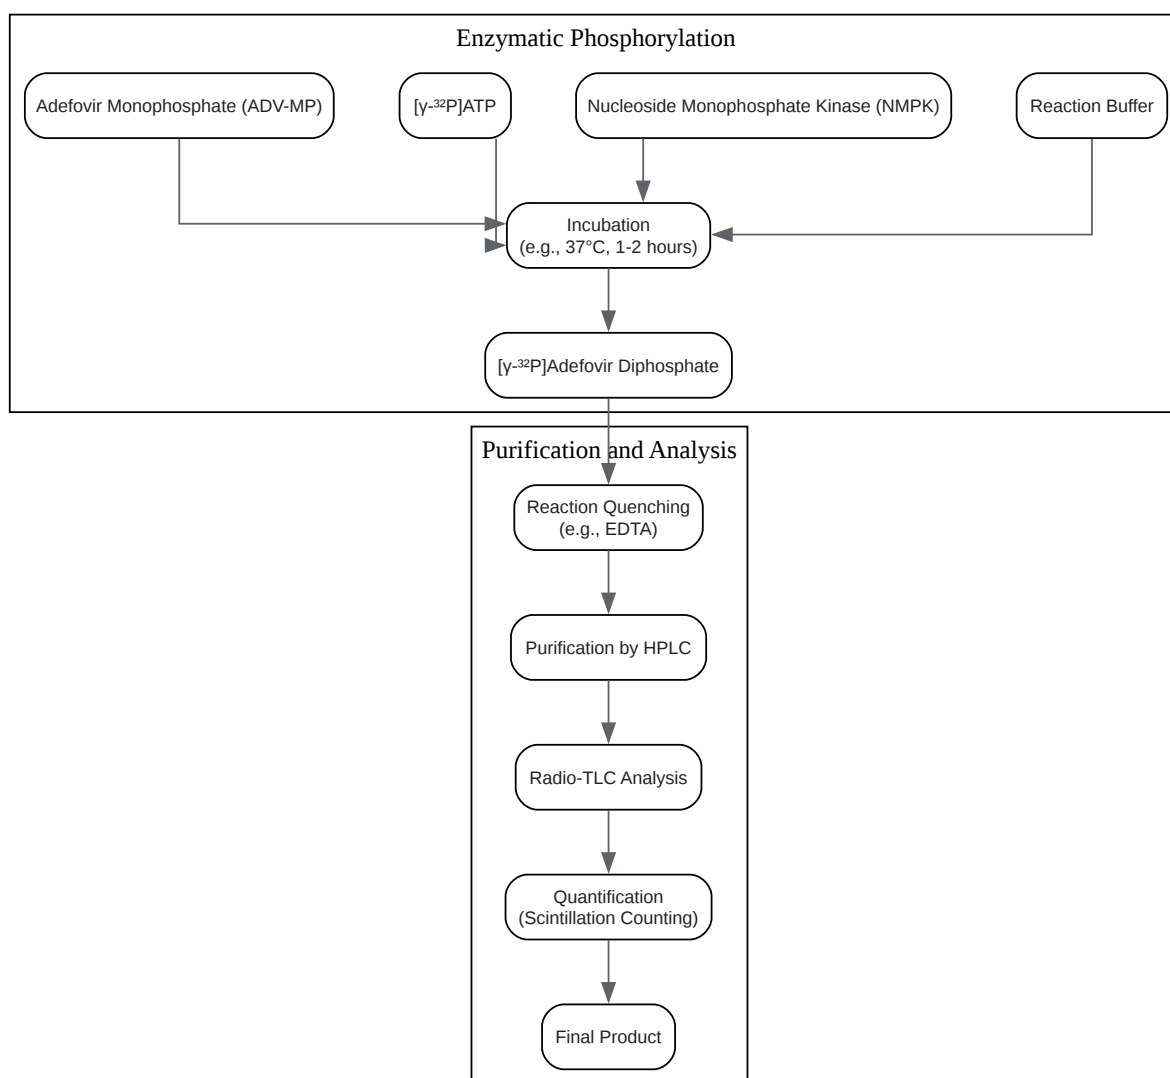 Enzymatic Phosphorylation
Adefovir Monophosphate (ADV-MP)
[γ-³²P]ATP
Nucleoside Monophosphate Kinase (NMPK)
Reaction Buffer
Incubation
(e.g., 37°C, 1-2 hours)
[γ-³²P]Adefovir Diphosphate
Purification and Analysis
Reaction Quenching
(e.g., EDTA)
Purification by HPLC
Radio-TLC Analysis
Quantification
(Scintillation Counting)
Final Product